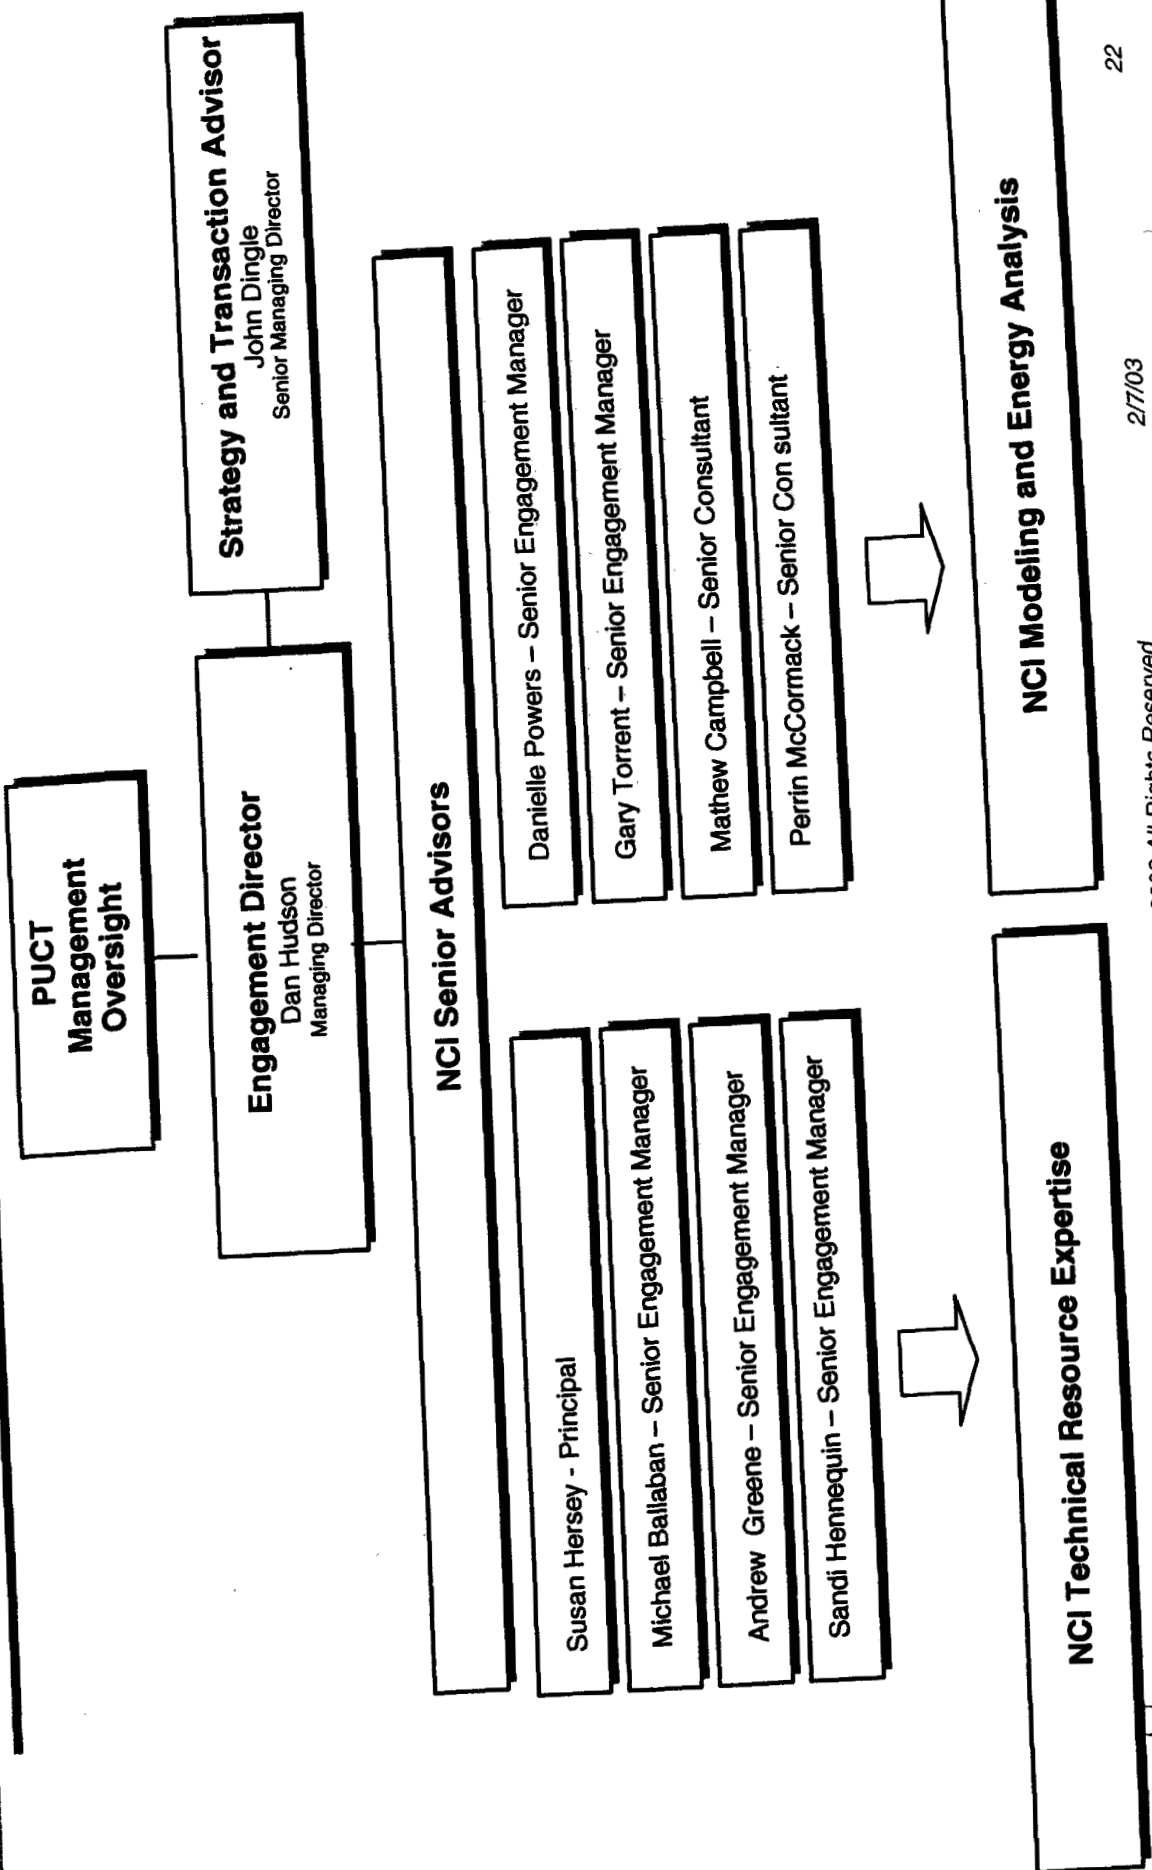 PUCT
Management
Oversight
Engagement Director
Dan Hudson
Managing Director
Strategy and Transaction Advisor
John Dingle
Senior Managing Director
NCI Senior Advisors
Susan Hersey - Principal
Michael Ballaban – Senior Engagement Manager
Andrew Greene – Senior Engagement Manager
Sandi Hennequin – Senior Engagement Manager
Danielle Powers – Senior Engagement Manager
Gary Torrent – Senior Engagement Manager
Mathew Campbell – Senior Consultant
Perrin McCormack – Senior Con sultant
NCI Technical Resource Expertise
NCI Modeling and Energy Analysis
All Rights Reserved
2/7/03
22